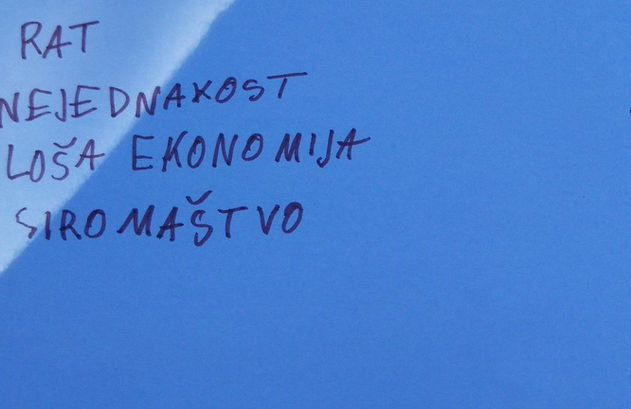 RAT
NEJEDNAKOST
LOŠA EKONOMIJA
SIROMAŠTVO